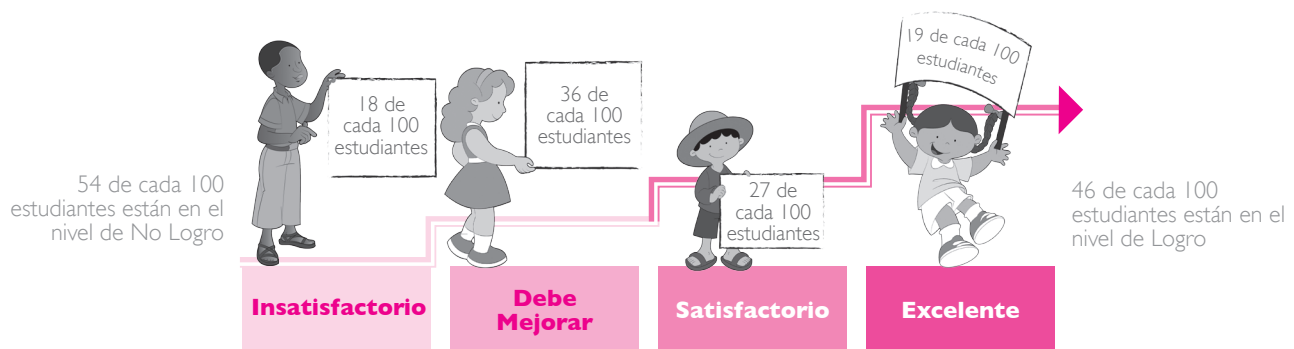 54 de cada 100
estudiantes están en el
nivel de No Logro
18 de
cada 100
estudiantes
36 de
cada 100
estudiantes
27 de
cada 100
estudiantes
19 de cada 100
estudiantes
46 de cada 100
estudiantes están en el
nivel de Logro
Insatisfactorio
Debe
Mejorar
Satisfactorio
Excelente